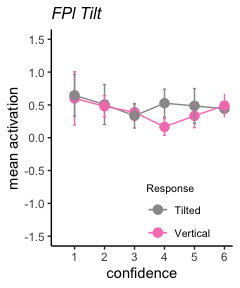 FPI Tilt
mean activation
1.5
1.0
0.5
0.0
-0.5
-1.0
-1.5
Response
Tilted
Vertical
1 2 3 4 5 6
confidence